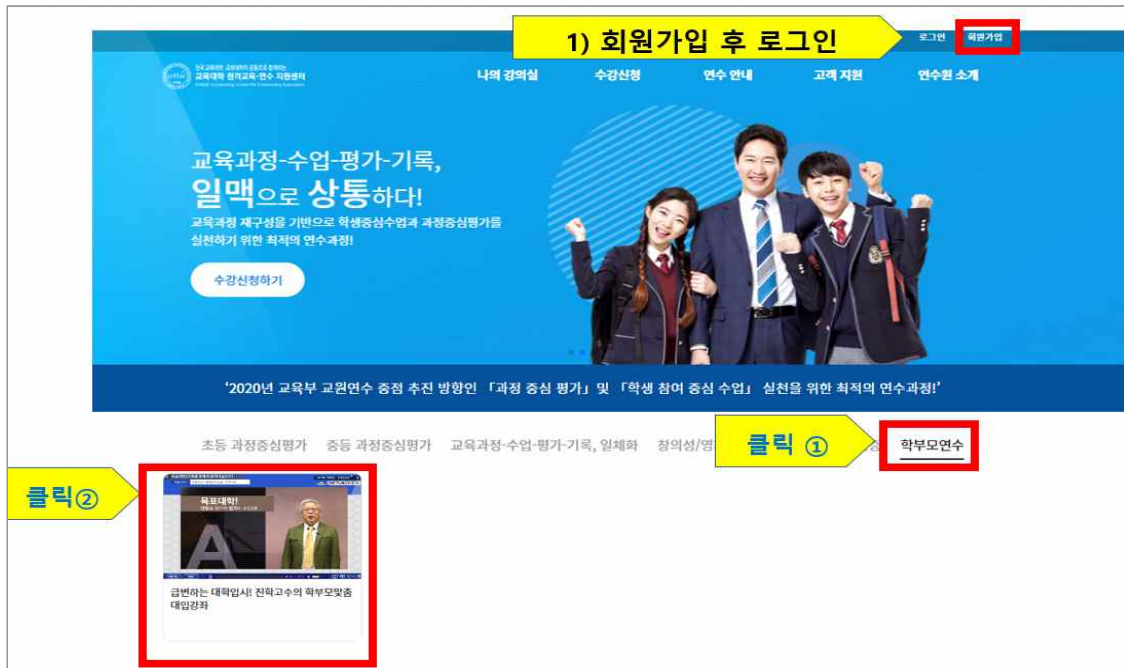 1) 회원가입 후 로그인
로그인 회원가입
교육대학 원격교육·연수 지원센터
나의 강의실 수강신청 연수 안내 고객 지원 연수원 소개
교육과정-수업-평가-기록,
일맥으로 상통하다!
교육과정 재구성을 기반으로 학생중심수업과 과정중심평가를
실천하기 위한 최적의 연수과정!
수강신청하기
'2020년 교육부 교원연수 중점 추진 방향인 「과정 중심 평가」 및 「학생 참여 중심 수업」 실천을 위한 최적의 연수과정!'
초등 과정중심평가 중등 과정중심평가 교육과정-수업-평가-기록, 일체화 창의성/영 클릭 ① 학부모연수
클릭②
목표대학!
A
급변하는 대학입시! 진학고수의 학부모맞춤
대입강좌